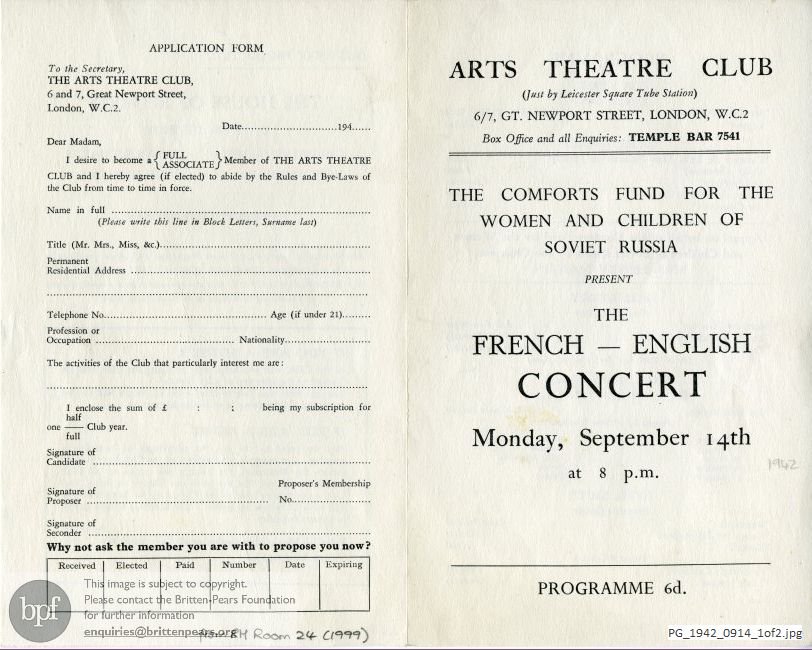 APPLICATION FORM
To the Secretary,
THE ARTS THEATRE CLUB,
6 and 7, Great Newport Street,
London, W.C.2.
Date........................194......
Dear Madam,
I desire to become a { FULL
ASSOCIATE } Member of THE ARTS THEATRE
CLUB and I hereby agree (if elected) to abide by the Rules and Bye-Laws of
the Club from time to time in force.
Name in full ........................
(Please write this line in Block Letters, Surname last)
Title (Mr. Mrs., Miss, &c.)........................
Permanent
Residential Address ........................
........................
Telephone No........................ Age (if under 21)........
Profession or
Occupation ........................ Nationality........................
The activities of the Club that particularly interest me are :
........................
I enclose the sum of £ : : being my subscription for
half
one —— Club year.
full
Signature of
Candidate ........................
Signature of Proposer's Membership
Proposer ........................ No........................
Signature of
Seconder ........................
Why not ask the member you are with to propose you now?
Received Elected Paid Number Date Expiring
bpf
This image is subject to copyright.
Please contact the Britten-Pears Foundation
for further information
enquiries@brittenpears.org
RH Room 24 (1999)
ARTS THEATRE CLUB
(Just by Leicester Square Tube Station)
6/7, GT. NEWPORT STREET, LONDON, W.C.2
Box Office and all Enquiries: TEMPLE BAR 7541
THE COMFORTS FUND FOR THE
WOMEN AND CHILDREN OF
SOVIET RUSSIA
PRESENT
THE
FRENCH — ENGLISH
CONCERT
Monday, September 14th
at 8 p.m.
1942
PROGRAMME 6d.
PG_1942_0914_1of2.jpg